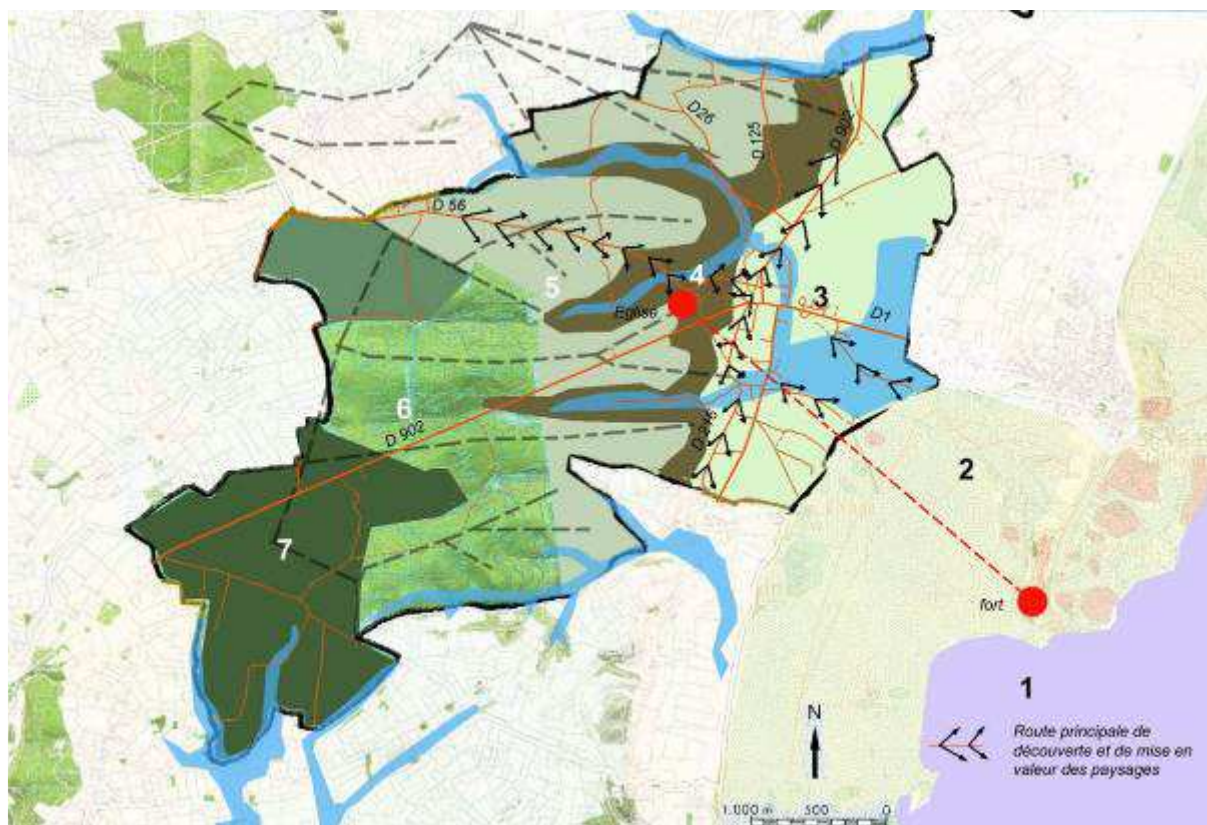 D26
D 125
D 902
D 56
5
4
Eglise
3
D1
6
D 902
2
7
fort
1
N
Route principale de
découverte et de mise en
valeur des paysages
1.000 m 500 0